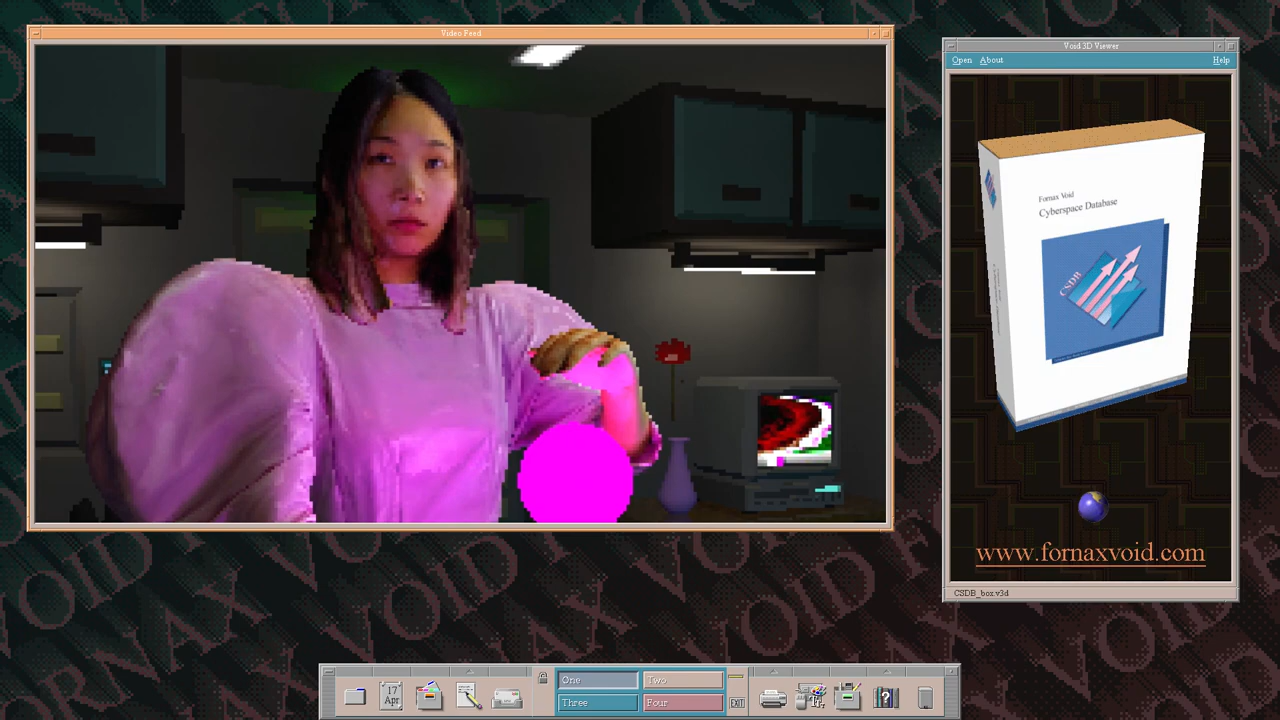 Video Feed
Void 3D Viewer
Open About Help
Fornax Void
Cyberspace Database
CSDB
www.fornaxvoid.com
CSDB_box.v3d
17
Apr
One
Two
Three
Four
EXIT
?